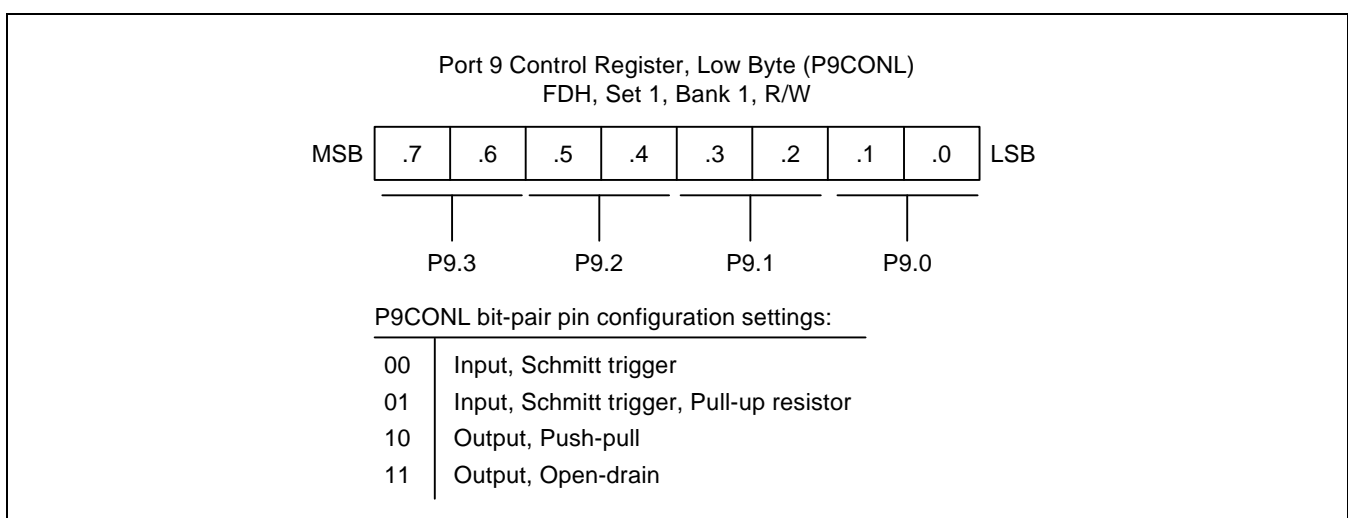 Port 9 Control Register, Low Byte (P9CONL)
FDH, Set 1, Bank 1, R/W
MSB .7 .6 .5 .4 .3 .2 .1 .0 LSB
P9.3 P9.2 P9.1 P9.0
P9CONL bit-pair pin configuration settings:
00 Input, Schmitt trigger
01 Input, Schmitt trigger, Pull-up resistor
10 Output, Push-pull
11 Output, Open-drain